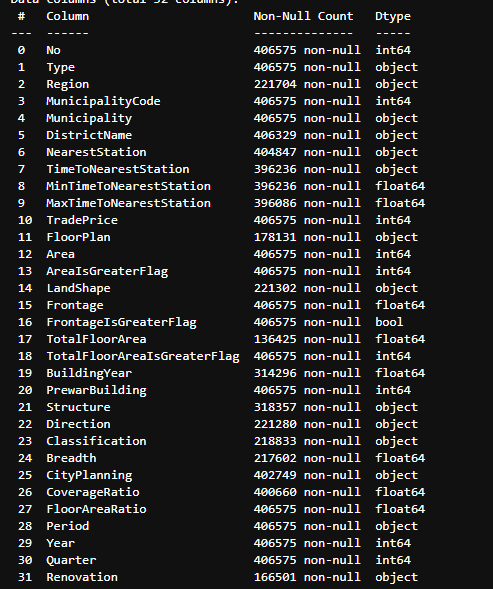 Data columns (total 32 columns):
 #   Column                     Non-Null Count   Dtype
---  ------                     --------------   -----
 0   No                         406575 non-null  int64
 1   Type                       406575 non-null  object
 2   Region                     221704 non-null  object
 3   MunicipalityCode           406575 non-null  int64
 4   Municipality               406575 non-null  object
 5   DistrictName               406329 non-null  object
 6   NearestStation             404847 non-null  object
 7   TimeToNearestStation       396236 non-null  object
 8   MinTimeToNearestStation    396236 non-null  float64
 9   MaxTimeToNearestStation    396086 non-null  float64
 10  TradePrice                 406575 non-null  int64
 11  FloorPlan                  178131 non-null  object
 12  Area                       406575 non-null  int64
 13  AreaIsGreaterFlag          406575 non-null  int64
 14  LandShape                  221302 non-null  object
 15  Frontage                   406575 non-null  float64
 16  FrontageIsGreaterFlag      406575 non-null  bool
 17  TotalFloorArea             136425 non-null  float64
 18  TotalFloorAreaIsGreaterFlag  406575 non-null  int64
 19  BuildingYear               314296 non-null  float64
 20  PrewarBuilding             406575 non-null  int64
 21  Structure                  318357 non-null  object
 22  Direction                  221280 non-null  object
 23  Classification             218833 non-null  object
 24  Breadth                    217602 non-null  float64
 25  CityPlanning               402749 non-null  object
 26  CoverageRatio              400660 non-null  float64
 27  FloorAreaRatio             406575 non-null  float64
 28  Period                     406575 non-null  object
 29  Year                       406575 non-null  int64
 30  Quarter                    406575 non-null  int64
 31  Renovation                 166501 non-null  object